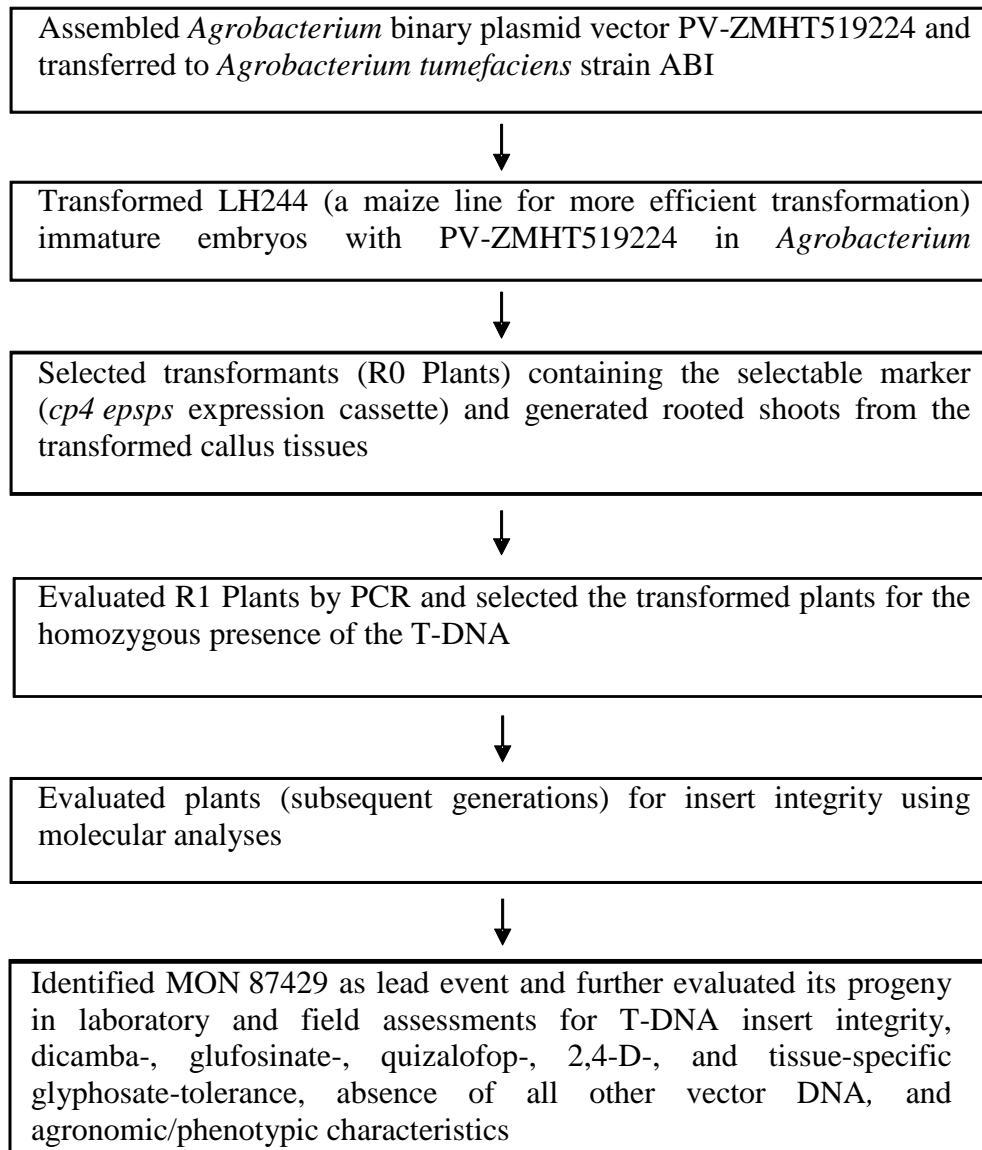 Assembled Agrobacterium binary plasmid vector PV-ZMHT519224 and
transferred to Agrobacterium tumefaciens strain ABI
Transformed LH244 (a maize line for more efficient transformation)
immature embryos with PV-ZMHT519224 in Agrobacterium
Selected transformants (R0 Plants) containing the selectable marker
(cp4 epsps expression cassette) and generated rooted shoots from the
transformed callus tissues
Evaluated R1 Plants by PCR and selected the transformed plants for the
homozygous presence of the T-DNA
Evaluated plants (subsequent generations) for insert integrity using
molecular analyses
Identified MON 87429 as lead event and further evaluated its progeny
in laboratory and field assessments for T-DNA insert integrity,
dicamba-, glufosinate-, quizalofop-, 2,4-D-, and tissue-specific
glyphosate-tolerance, absence of all other vector DNA, and
agronomic/phenotypic characteristics